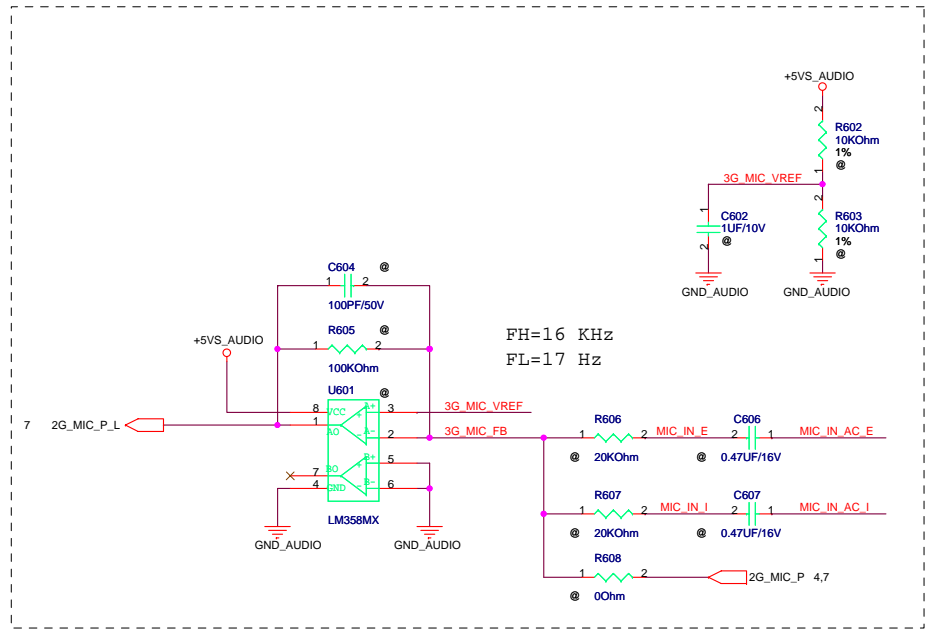 +5VS_AUDIO
2
R602
10KOhm
1%
@
1
3G_MIC_VREF
2
1
C602
1UF/10V
@
2
R603
10KOhm
1%
@
1
GND_AUDIO
GND_AUDIO
C604
@
1
2
100PF/50V
R605
@
1
2
100KOhm
FH=16 KHz
FL=17 Hz
+5VS_AUDIO
U601
@
8
VCC
A+
3
3G_MIC_VREF
7
2G_MIC_P_L
1
AO
A-
2
3G_MIC_FB
B+
5
7
BO
4
GND
B-
6
LM358MX
GND_AUDIO
GND_AUDIO
R606
1
2
MIC_IN_E
C606
2
1
MIC_IN_AC_E
@
20KOhm
@
0.47UF/16V
R607
1
2
MIC_IN_I
C607
2
1
MIC_IN_AC_I
@
20KOhm
@
0.47UF/16V
R608
1
2
2G_MIC_P 4,7
@
0Ohm